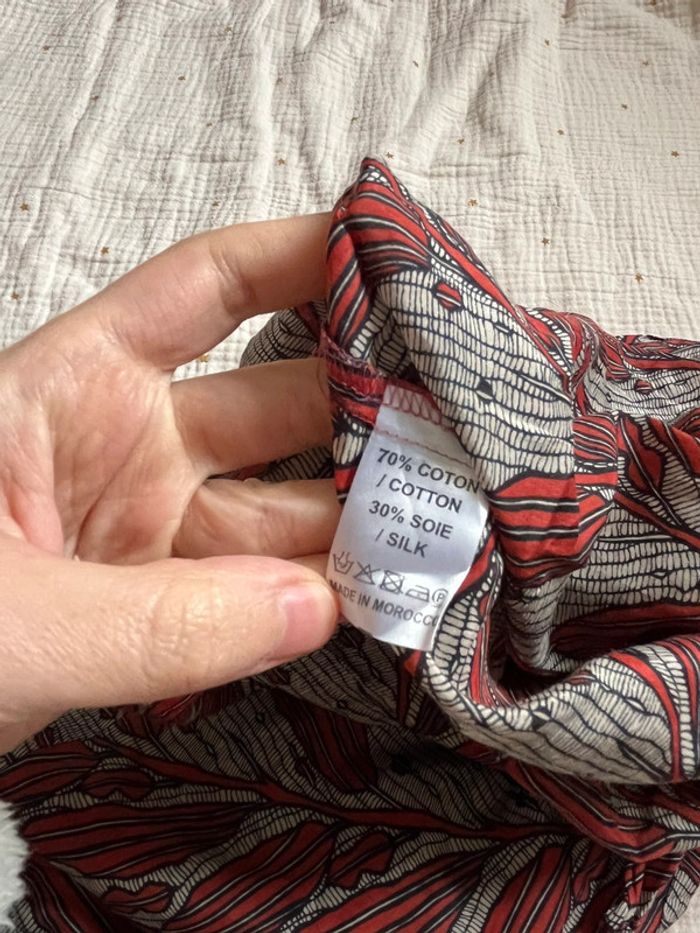 70% COTON
/ COTTON
30% SOIE
/ SILK
MADE IN MOROCCO